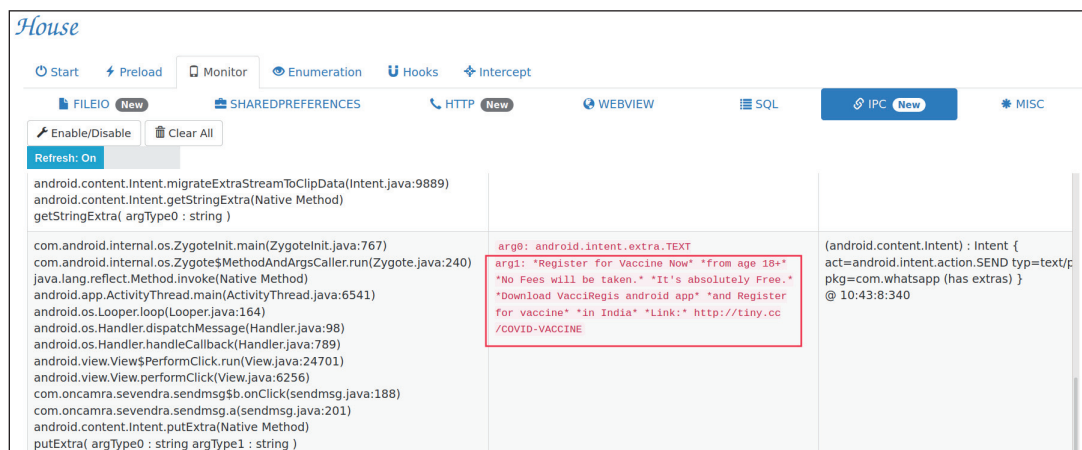 House
Start Preload Monitor Enumeration Hooks Intercept
FILEIO New SHAREDPREFERENCES HTTP New WEBVIEW SQL IPC New MISC
Enable/Disable Clear All
Refresh: On
android.content.Intent.migrateExtraStreamToClipData(Intent.java:9889)
android.content.Intent.getStringExtra(Native Method)
getStringExtra( argType0 : string )
com.android.internal.os.ZygoteInit.main(ZygoteInit.java:767)
com.android.internal.os.Zygote$MethodAndArgsCaller.run(Zygote.java:240)
java.lang.reflect.Method.invoke(Native Method)
android.app.ActivityThread.main(ActivityThread.java:6541)
android.os.Looper.loop(Looper.java:164)
android.os.Handler.dispatchMessage(Handler.java:98)
android.os.Handler.handleCallback(Handler.java:789)
android.view.View$PerformClick.run(View.java:24701)
android.view.View.performClick(View.java:6256)
com.oncamra.sevendra.sendmsg$b.onClick(sendmsg.java:188)
com.oncamra.sevendra.sendmsg.a(sendmsg.java:201)
android.content.Intent.putExtra(Native Method)
putExtra( argType0 : string argType1 : string )
arg0: android.intent.extra.TEXT
arg1: *Register for Vaccine Now* *from age 18+*
*No Fees will be taken.* *It's absolutely Free.*
*Download VacciRegis android app* *and Register
for vaccine* *in India* *Link:* http://tiny.cc
/COVID-VACCINE
(android.content.Intent) : Intent {
act=android.intent.action.SEND typ=text/p
pkg=com.whatsapp (has extras) }
@ 10:43:8:340